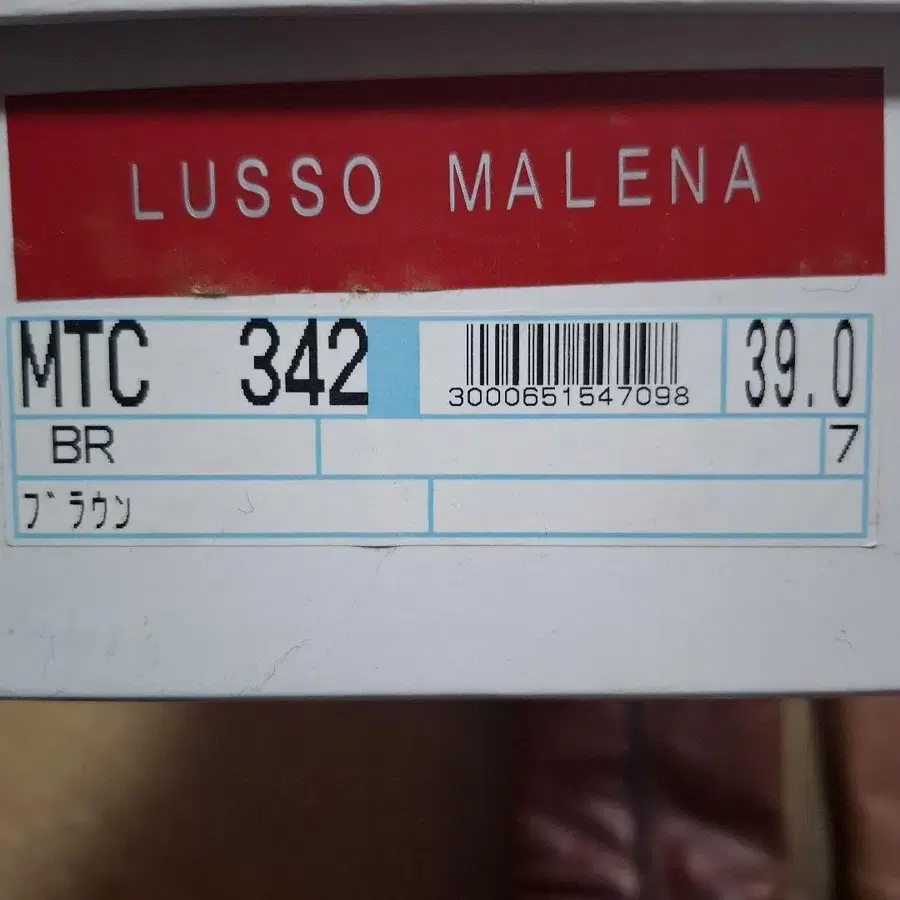 LUSSO MALENA
MTC 342 3000651547098 39.0
BR 7
ﾌﾞﾗｳﾝ